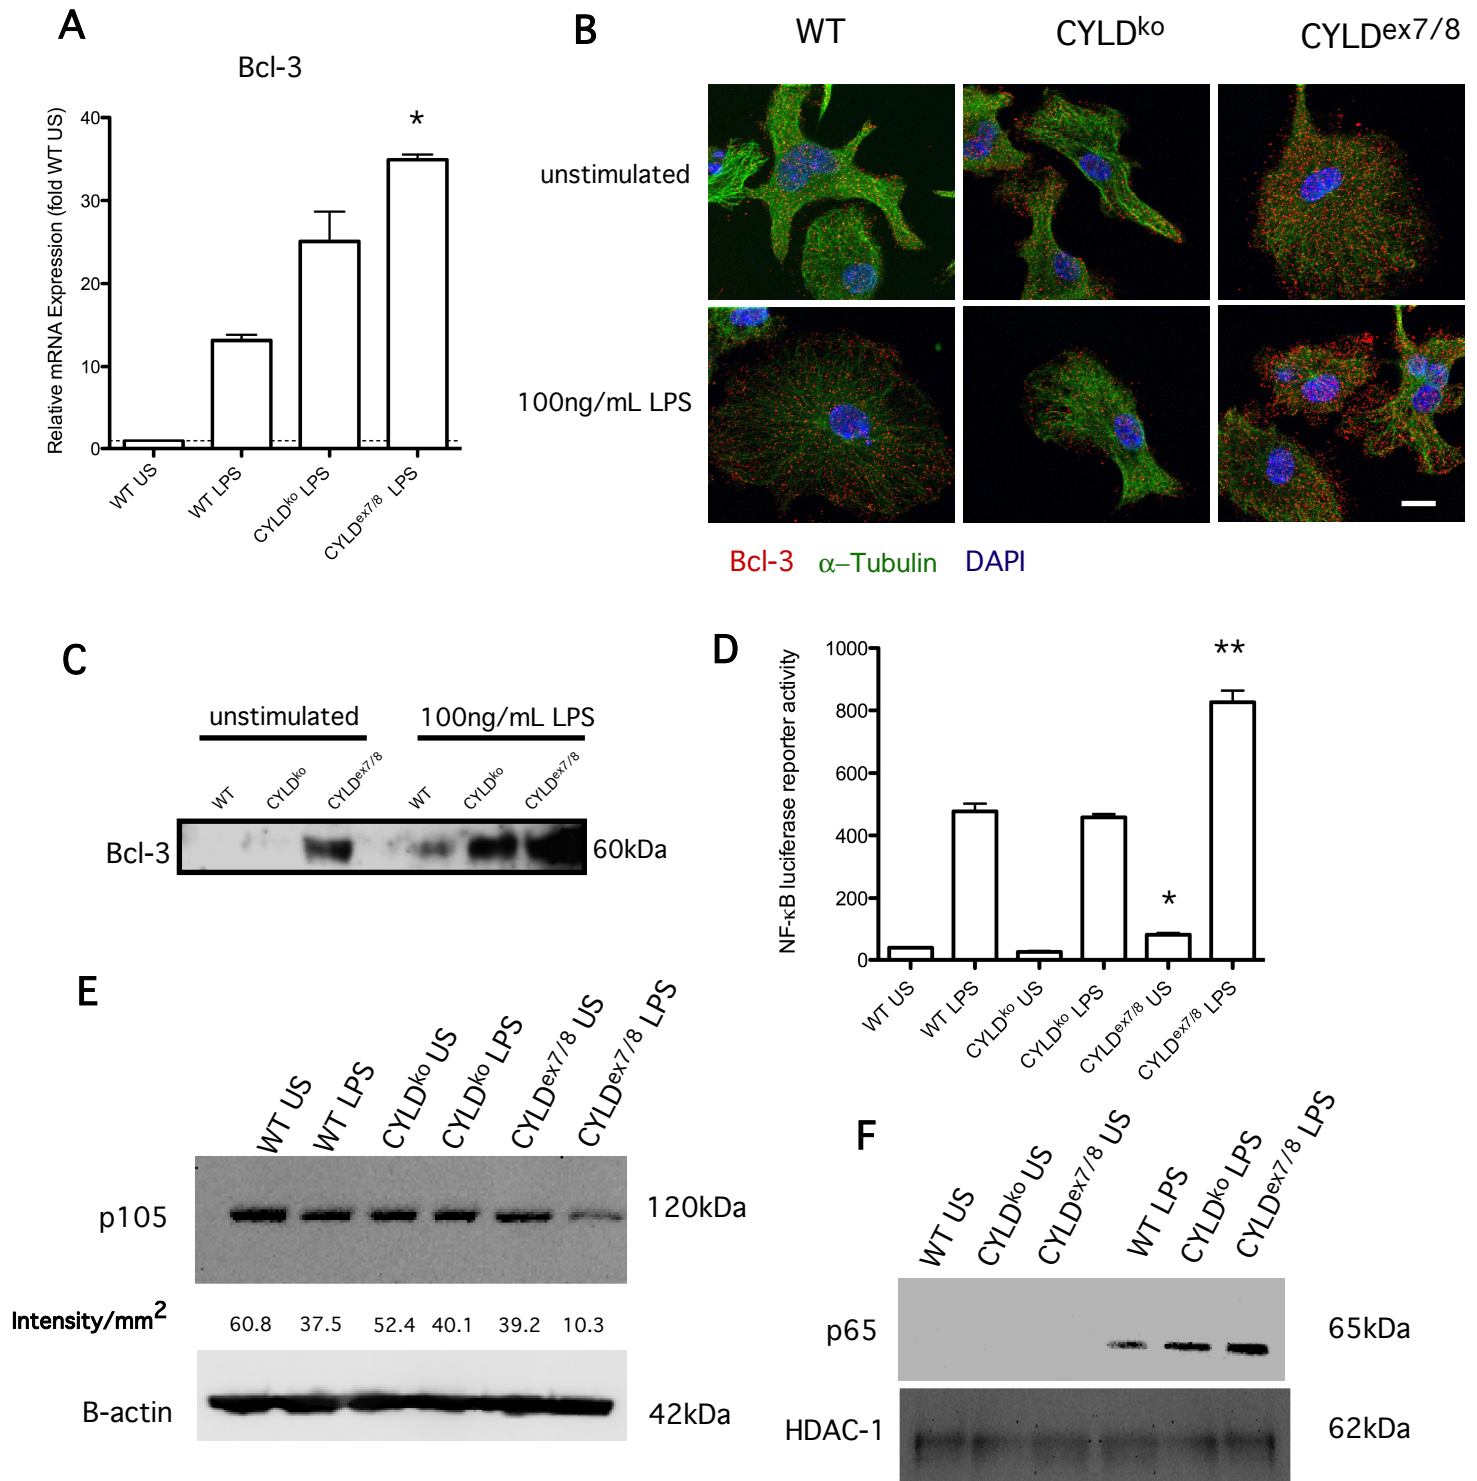 A
Bcl-3
Relative mRNA Expression (fold WT US)
40
30
20
10
0
WT US
WT LPS
CYLDko LPS
CYLDex7/8 LPS
*
B
WT
CYLDko
CYLDex7/8
unstimulated
100ng/mL LPS
Bcl-3 α–Tubulin DAPI
C
unstimulated
100ng/mL LPS
WT
CYLDko
CYLDex7/8
WT
CYLDko
CYLDex7/8
Bcl-3
60kDa
D
NF-κB luciferase reporter activity
1000
800
600
400
200
0
*
**
WT US
WT LPS
CYLDko US
CYLDko LPS
CYLDex7/8 US
CYLDex7/8 LPS
E
WT US
WT LPS
CYLDko US
CYLDko LPS
CYLDex7/8 US
CYLDex7/8 LPS
p105
120kDa
Intensity/mm2
60.8 37.5 52.4 40.1 39.2 10.3
B-actin
42kDa
F
WT US
CYLDko US
CYLDex7/8 US
WT LPS
CYLDko LPS
CYLDex7/8 LPS
p65
65kDa
HDAC-1
62kDa